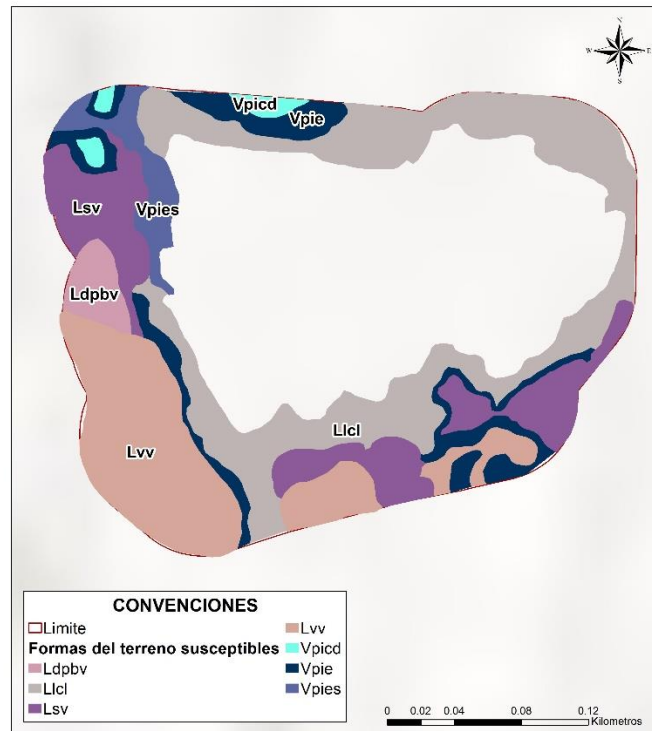 N
W E
S
Vpicd
Vpie
Lsv
Vpies
Ldpbv
Lvv
Llcl
CONVENCIONES
Limite
Formas del terreno susceptibles
Ldpbv
Llcl
Lsv
Lvv
Vpicd
Vpie
Vpies
0 0.02 0.04 0.08 0.12
Kilometros